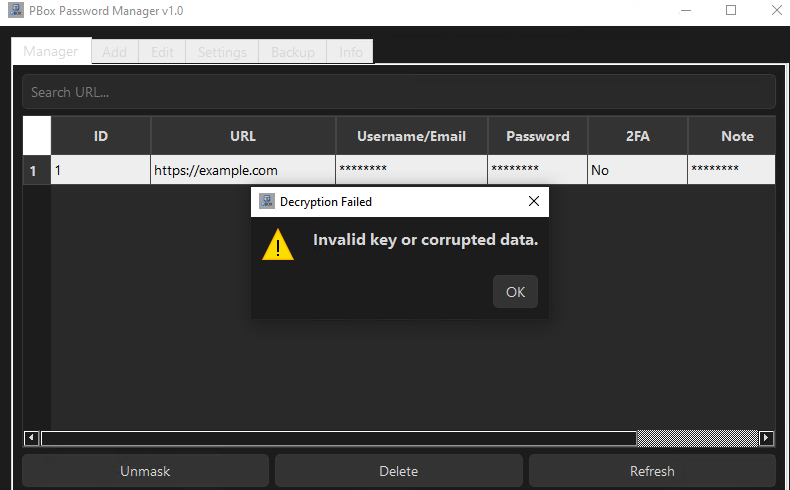 PBox Password Manager v1.0
Manager Add Edit Settings Backup Info
Search URL...
ID URL Username/Email Password 2FA Note
1 1 https://example.com ******** ******** No ********
Decryption Failed
Invalid key or corrupted data.
OK
Unmask Delete Refresh